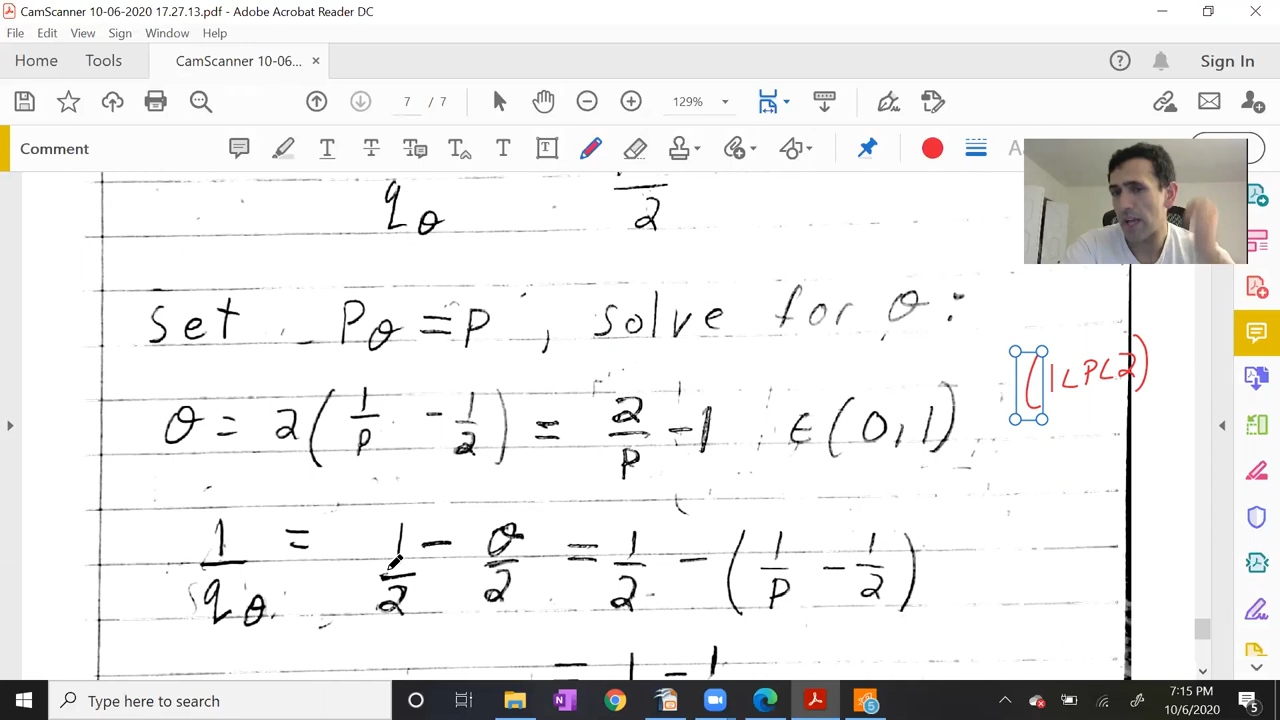 CamScanner 10-06-2020 17.27.13.pdf - Adobe Acrobat Reader DC
File Edit View Sign Window Help
Home Tools CamScanner 10-06... × Sign In
7 / 7 129%
Comment
q_θ 2
Set P_θ = P, solve for θ:
(1<P<2)
θ = 2(1/P - 1/2) = 2/P - 1 ∈ (0,1)
1/q_θ = 1/2 - θ/2 = 1/2 - (1/P - 1/2)
= 1 - 1
Type here to search
7:15 PM
10/6/2020